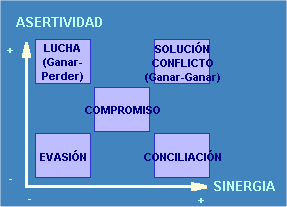 ASERTIVIDAD
+
LUCHA
(Ganar-
Perder)
SOLUCIÓN
CONFLICTO
(Ganar-Ganar)
COMPROMISO
EVASIÓN
CONCILIACIÓN
-
SINERGIA
-
+